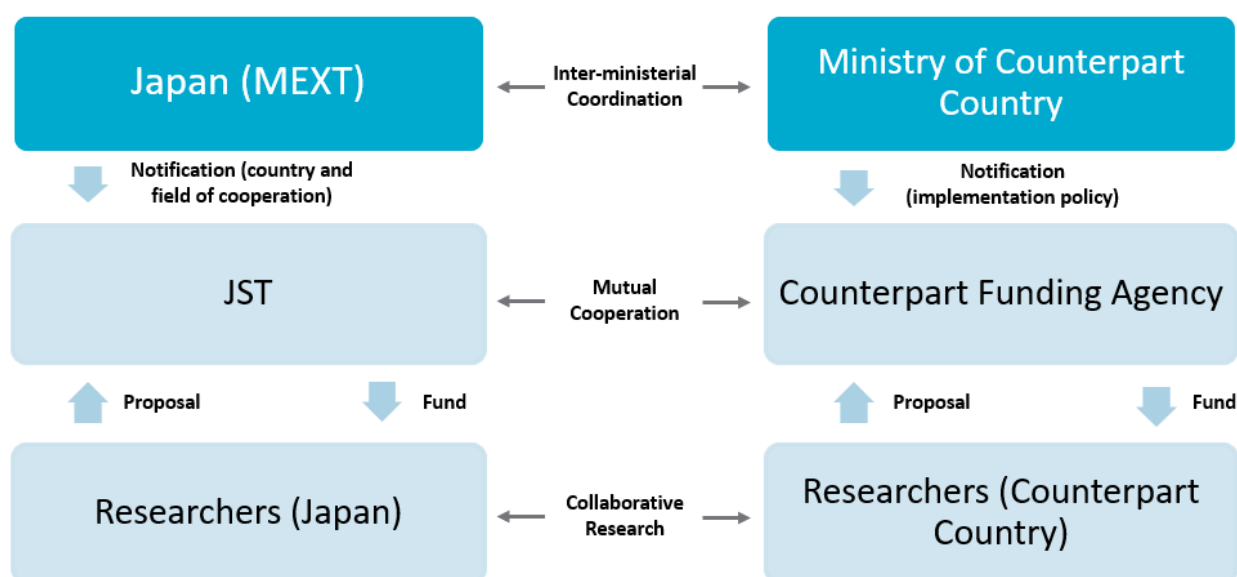 Japan (MEXT)
Inter-ministerial
Coordination
Ministry of Counterpart
Country
Notification (country and
field of cooperation)
Notification
(implementation policy)
JST
Mutual
Cooperation
Counterpart Funding Agency
Proposal
Fund
Proposal
Fund
Researchers (Japan)
Collaborative
Research
Researchers (Counterpart
Country)